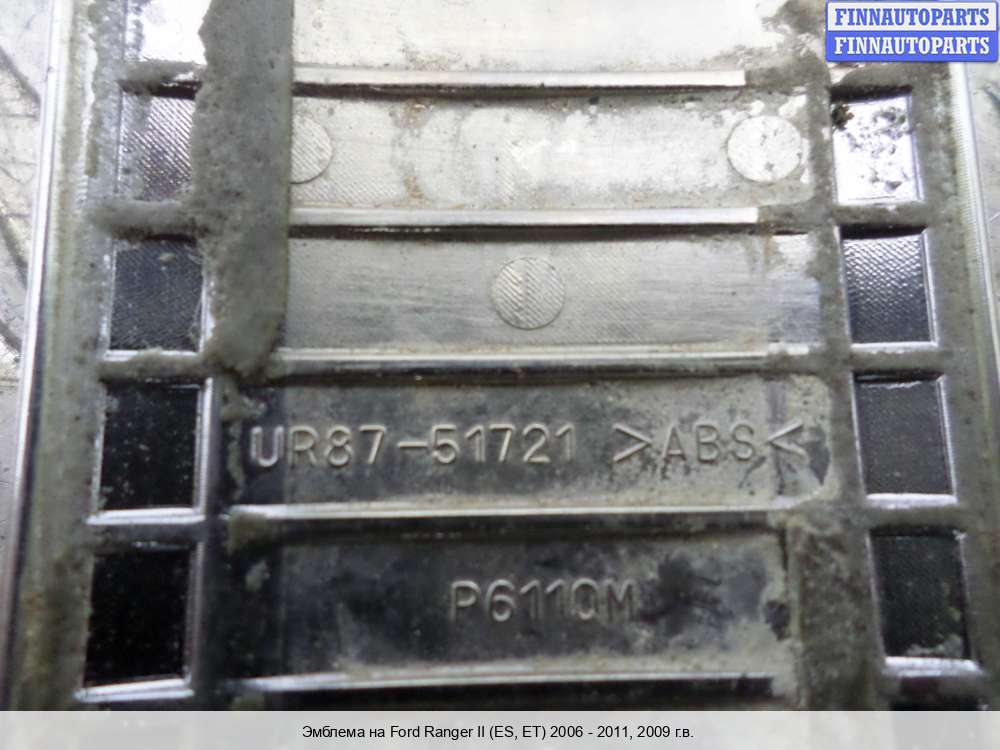 FINNAUTOPARTS
FINNAUTOPARTS
UR87-51721 >ABS<
P6110M
Эмблема на Ford Ranger II (ES, ET) 2006 - 2011, 2009 г.в.